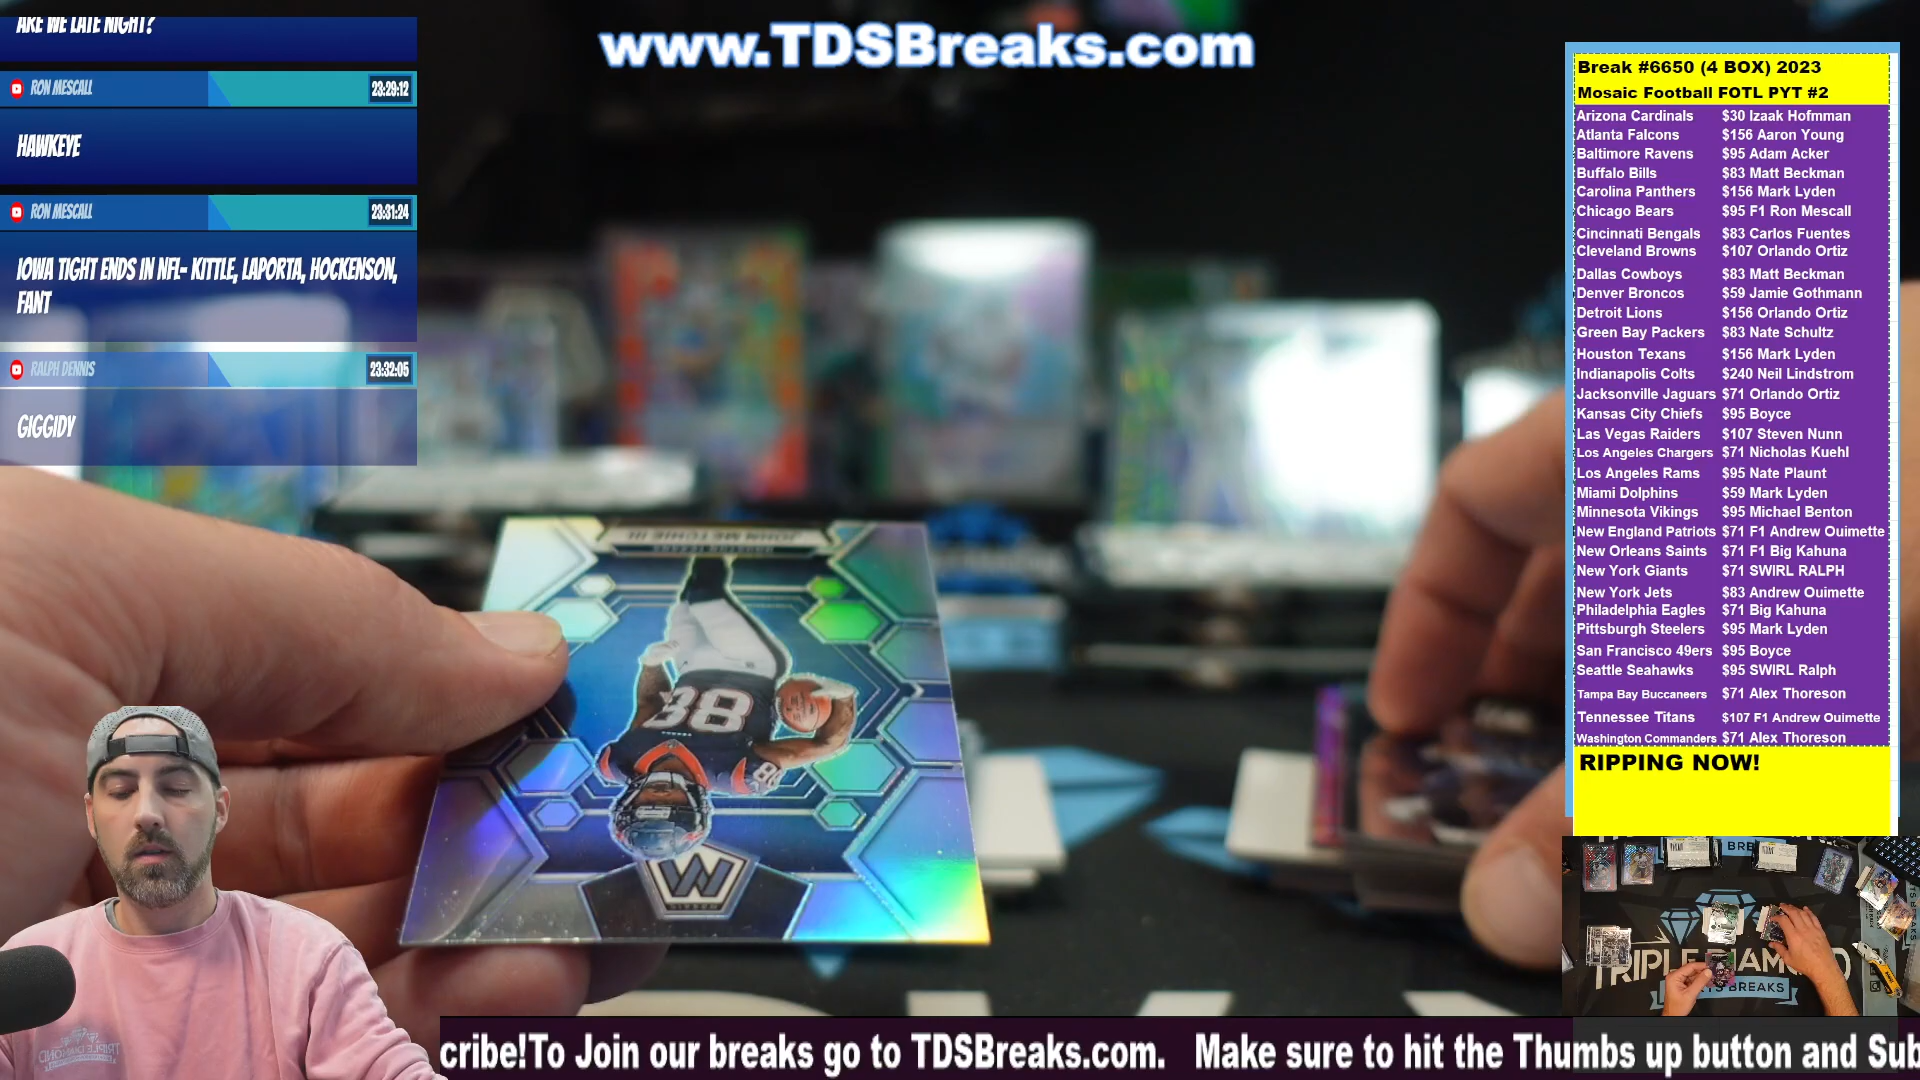 ARE WE LATE NIGHT?
RON MESCALL
23:29:12
HAWKEYE
RON MESCALL
23:31:24
IOWA TIGHT ENDS IN NFL- KITTLE, LAPORTA, HOCKENSON,
FANT
RALPH DENNIS
23:32:05
GIGGIDY
www.TDSBreaks.com
Break #6650 (4 BOX) 2023
Mosaic Football FOTL PYT #2
Arizona Cardinals $30 Izaak Hofmman
Atlanta Falcons $156 Aaron Young
Baltimore Ravens $95 Adam Acker
Buffalo Bills $83 Matt Beckman
Carolina Panthers $156 Mark Lyden
Chicago Bears $95 F1 Ron Mescall
Cincinnati Bengals $83 Carlos Fuentes
Cleveland Browns $107 Orlando Ortiz
Dallas Cowboys $83 Matt Beckman
Denver Broncos $59 Jamie Gothmann
Detroit Lions $156 Orlando Ortiz
Green Bay Packers $83 Nate Schultz
Houston Texans $156 Mark Lyden
Indianapolis Colts $240 Neil Lindstrom
Jacksonville Jaguars $71 Orlando Ortiz
Kansas City Chiefs $95 Boyce
Las Vegas Raiders $107 Steven Nunn
Los Angeles Chargers $71 Nicholas Kuehl
Los Angeles Rams $95 Nate Plaunt
Miami Dolphins $59 Mark Lyden
Minnesota Vikings $95 Michael Benton
New England Patriots $71 F1 Andrew Ouimette
New Orleans Saints $71 F1 Big Kahuna
New York Giants $71 SWIRL RALPH
New York Jets $83 Andrew Ouimette
Philadelphia Eagles $71 Big Kahuna
Pittsburgh Steelers $95 Mark Lyden
San Francisco 49ers $95 Boyce
Seattle Seahawks $95 SWIRL Ralph
Tampa Bay Buccaneers $71 Alex Thoreson
Tennessee Titans $107 F1 Andrew Ouimette
Washington Commanders $71 Alex Thoreson
RIPPING NOW!
JOHN METCHIE III
HOUSTON TEXANS
88
88
M
MOSAIC
TRIPLE DIAMOND
BREAKS
cribe!To Join our breaks go to TDSBreaks.com. Make sure to hit the Thumbs up button and Sub